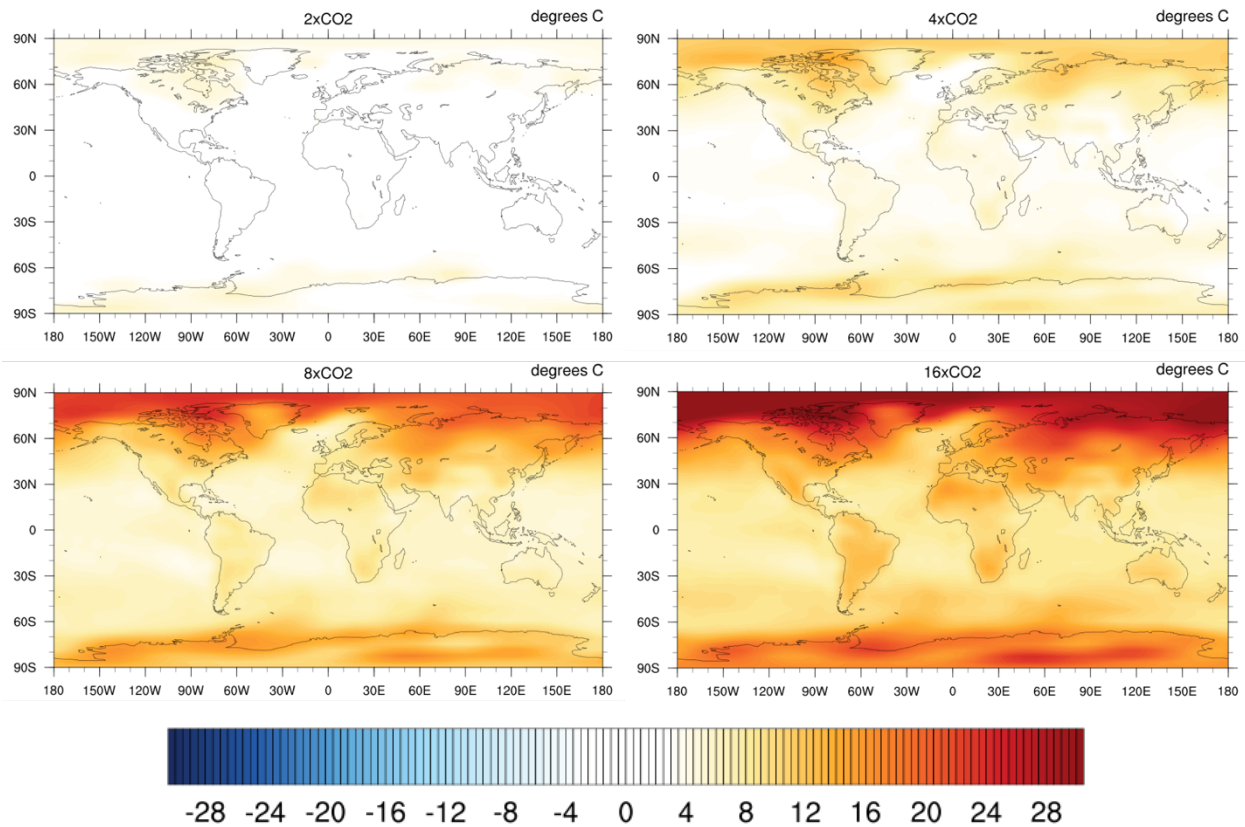 2xCO2 degrees C
90N
60N
30N
0
30S
60S
90S
180 150W 120W 90W 60W 30W 0 30E 60E 90E 120E 150E 180
4xCO2 degrees C
90N
60N
30N
0
30S
60S
90S
180 150W 120W 90W 60W 30W 0 30E 60E 90E 120E 150E 180
8xCO2 degrees C
90N
60N
30N
0
30S
60S
90S
180 150W 120W 90W 60W 30W 0 30E 60E 90E 120E 150E 180
16xCO2 degrees C
90N
60N
30N
0
30S
60S
90S
180 150W 120W 90W 60W 30W 0 30E 60E 90E 120E 150E 180
-28 -24 -20 -16 -12 -8 -4 0 4 8 12 16 20 24 28